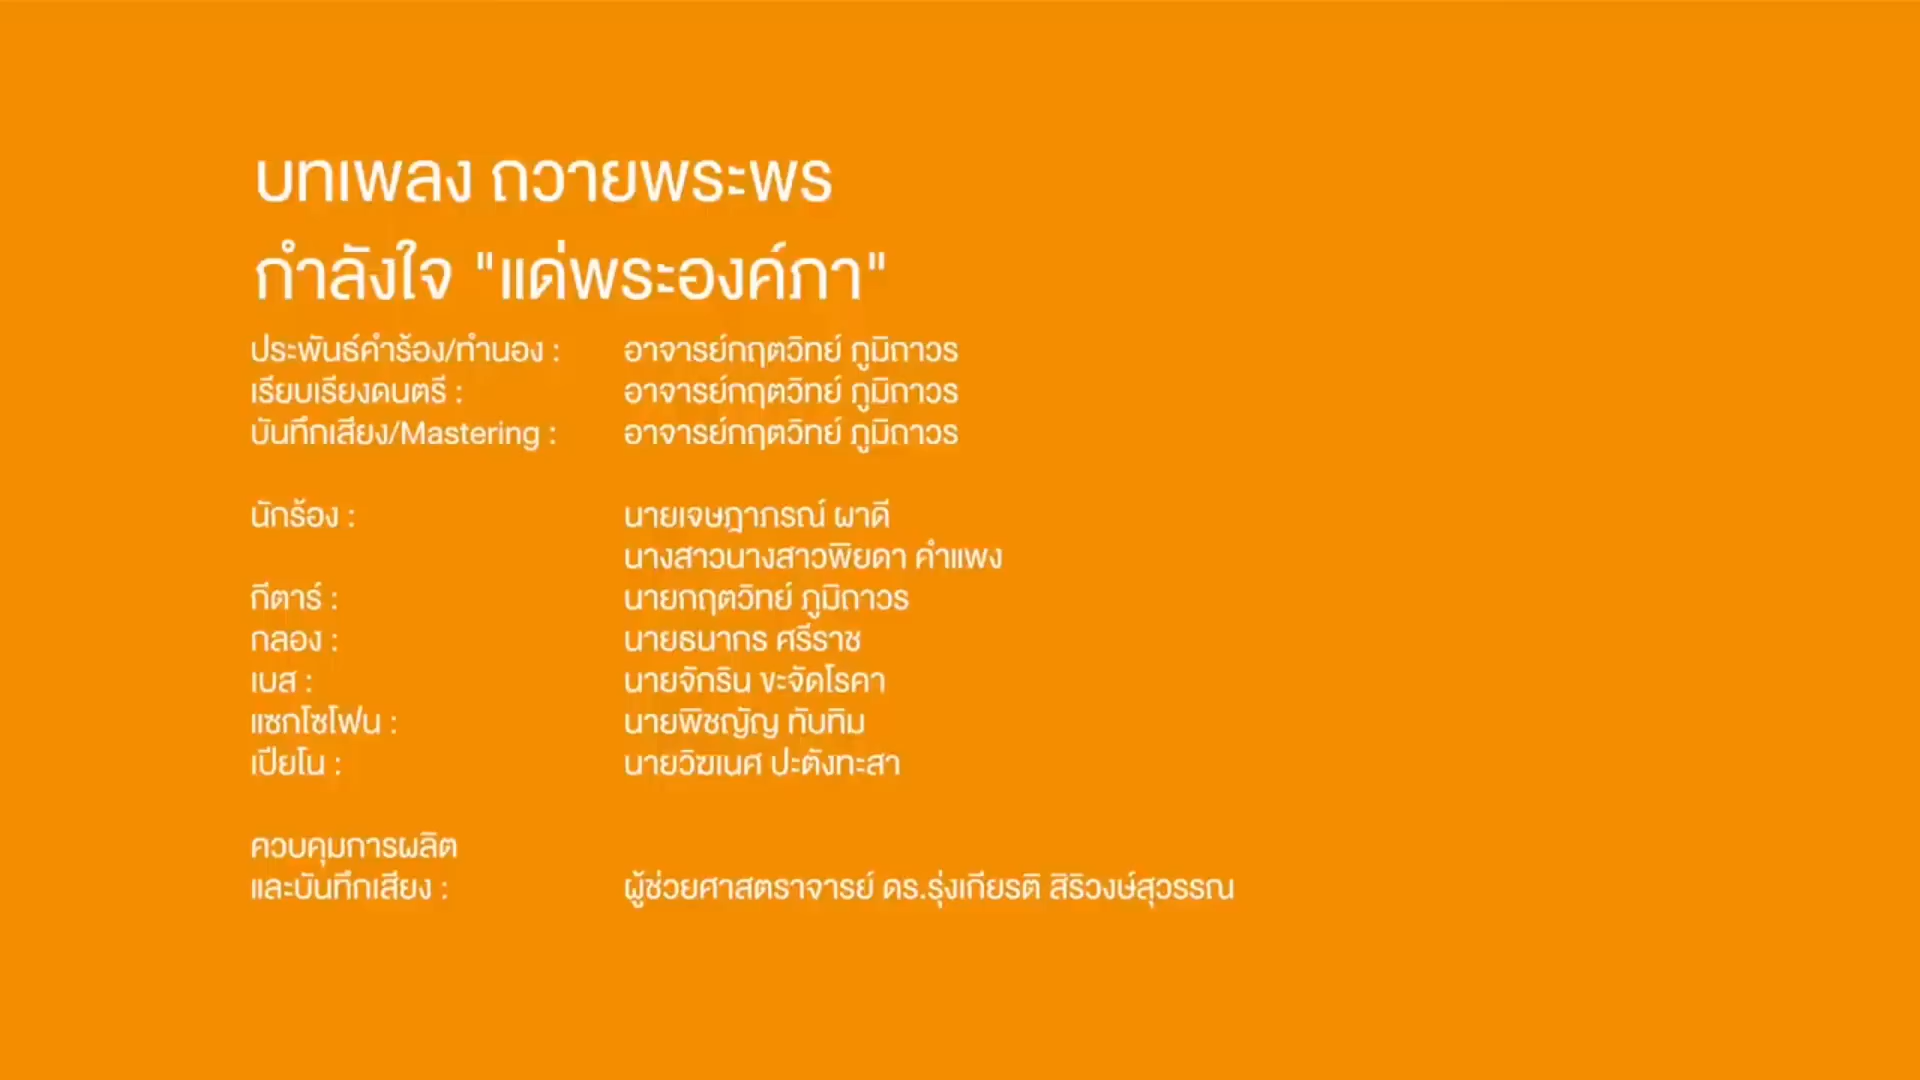 บทเพลง ถวายพระพร
กำลังใจ "แด่พระองค์ภา"
ประพันธ์คำร้อง/ทำนอง : อาจารย์กฤตวิทย์ ภูมิถาวร
เรียบเรียงดนตรี : อาจารย์กฤตวิทย์ ภูมิถาวร
บันทึกเสียง/Mastering : อาจารย์กฤตวิทย์ ภูมิถาวร
นักร้อง : นายเจษฎาภรณ์ ผาดี
นางสาวนางสาวพิยดา คำแพง
กีตาร์ : นายกฤตวิทย์ ภูมิถาวร
กลอง : นายธนากร ศรีราช
เบส : นายจักริน ขะจัดโรคา
แซกโซโฟน : นายพิชญัญ ทับทิม
เปียโน : นายวิฆเนศ ปะตังทะสา
ควบคุมการผลิต
และบันทึกเสียง : ผู้ช่วยศาสตราจารย์ ดร.รุ่งเกียรติ สิริวงษ์สุวรรณ